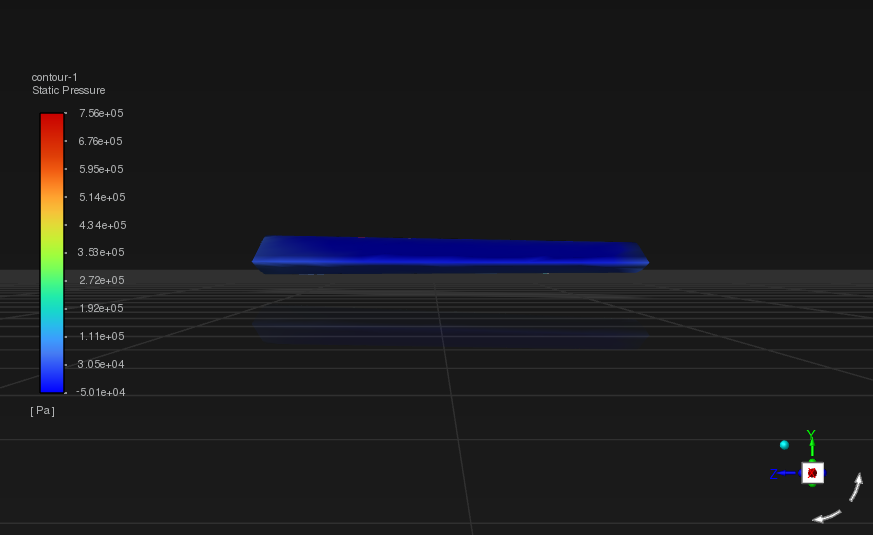 contour-1
Static Pressure
7.56e+05
6.76e+05
5.95e+05
5.14e+05
4.34e+05
3.53e+05
2.72e+05
1.92e+05
1.11e+05
3.05e+04
-5.01e+04
[ Pa ]
Y
Z